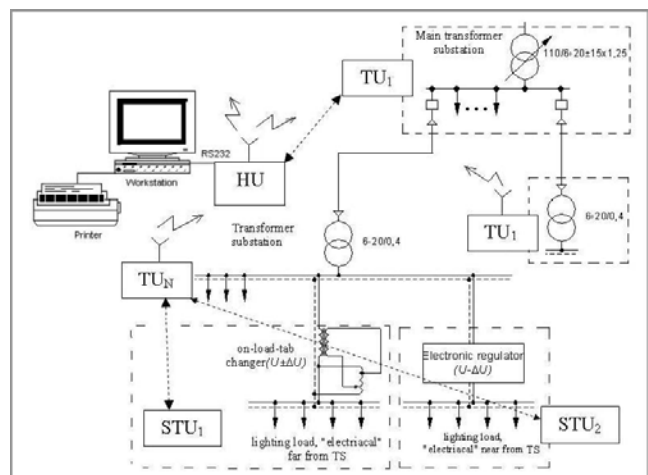 Main transformer
substation
110/6÷20±15x1,25
TU1
RS232
Workstation
HU
Printer
Transformer
substation
6-20/0,4
TU1
6÷20/0,4
TUN
on-load-tab
changer(U±ΔU)
Electronic regulator
(U-ΔU)
STU1
STU2
lighting load, "electriacal"
far from TS
lighting load,
"electriacal" near from TS